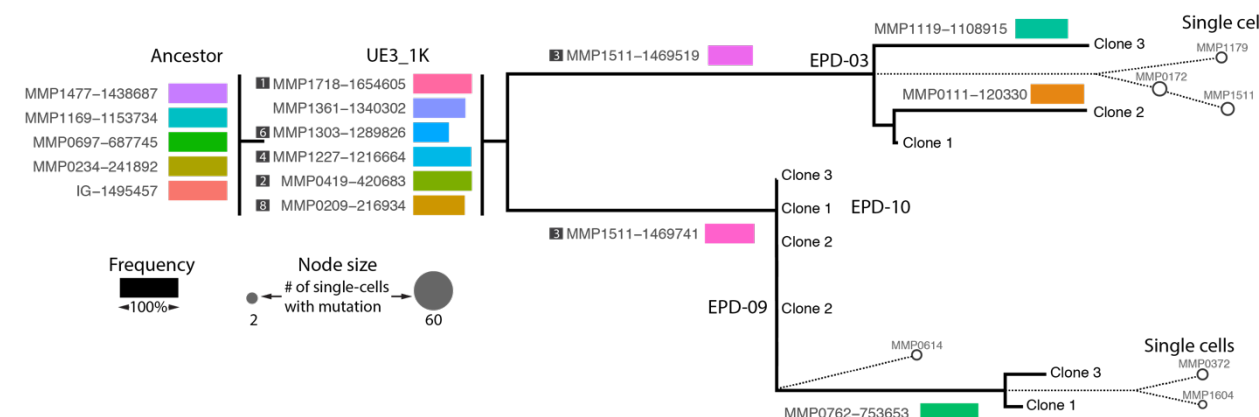 Single cel
MMP1119–1108915
MMP1179
Clone 3
Ancestor
UE3_1K
3 MMP1511–1469519
EPD-03
MMP0172
MMP1477–1438687
1 MMP1718–1654605
MMP0111–120330
MMP1511
MMP1169–1153734
MMP1361–1340302
Clone 2
MMP0697–687745
6 MMP1303–1289826
Clone 1
MMP0234–241892
4 MMP1227–1216664
IG–1495457
2 MMP0419–420683
8 MMP0209–216934
Clone 3
Clone 1
EPD-10
3 MMP1511–1469741
Clone 2
Frequency
Node size
# of single-cells
with mutation
100%
2
60
EPD-09
Clone 2
MMP0614
Single cells
MMP0372
Clone 3
MMP1604
Clone 1
MMP0762–753653